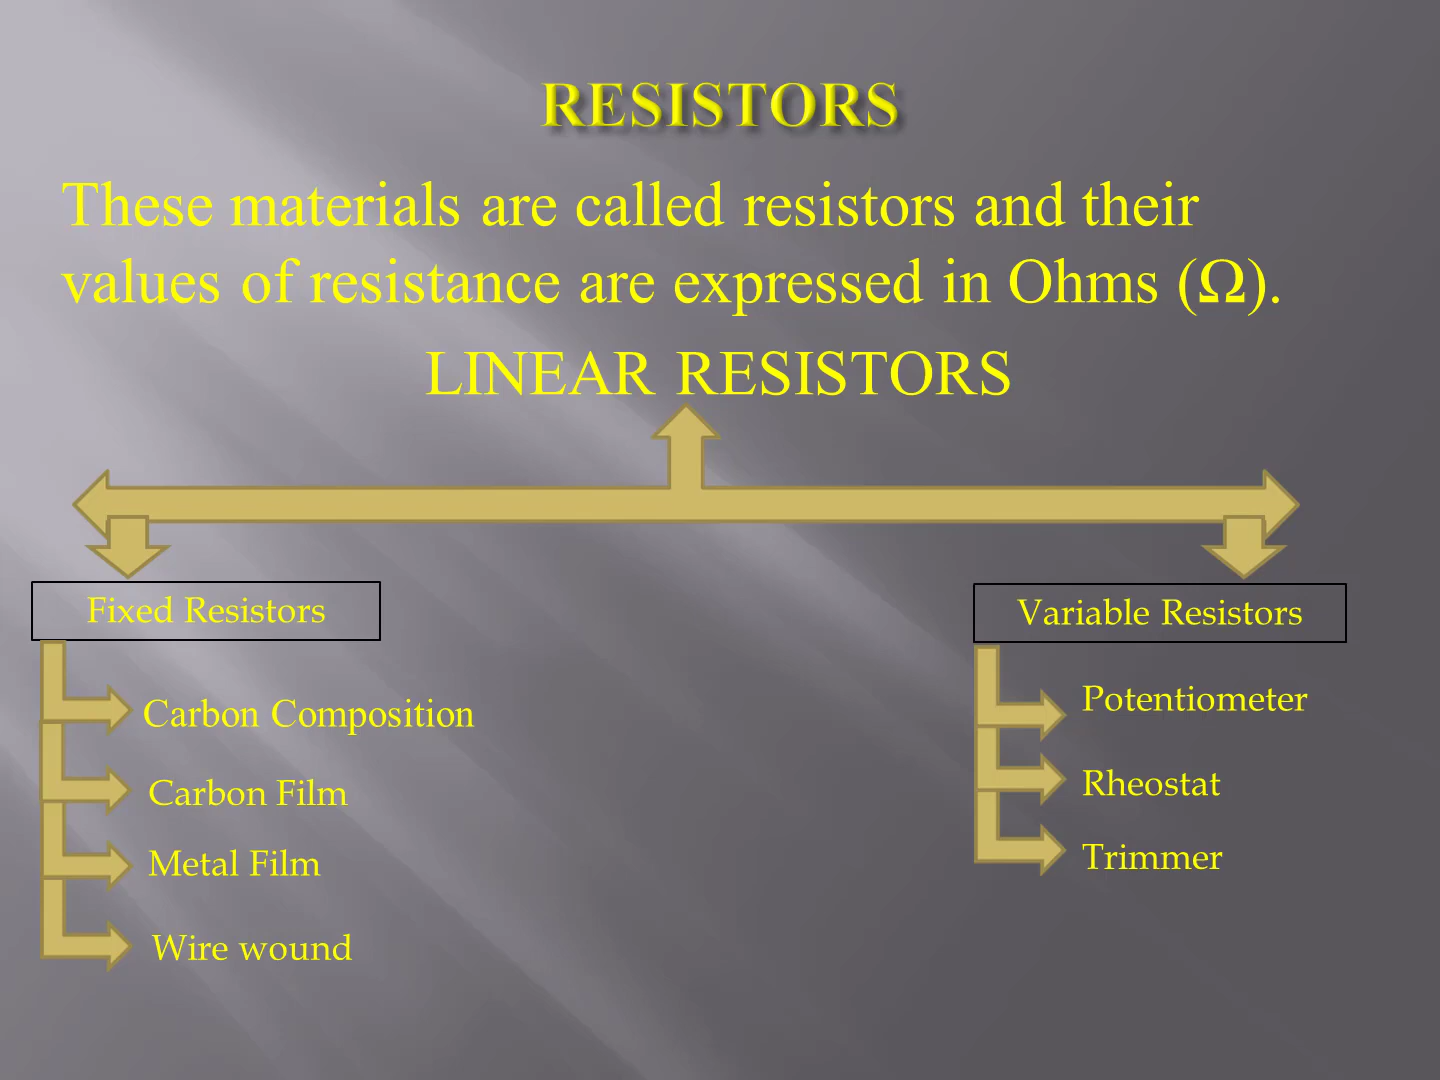 RESISTORS
These materials are called resistors and their
values of resistance are expressed in Ohms (Ω).
LINEAR RESISTORS
Fixed Resistors
Carbon Composition
Carbon Film
Metal Film
Wire wound
Variable Resistors
Potentiometer
Rheostat
Trimmer